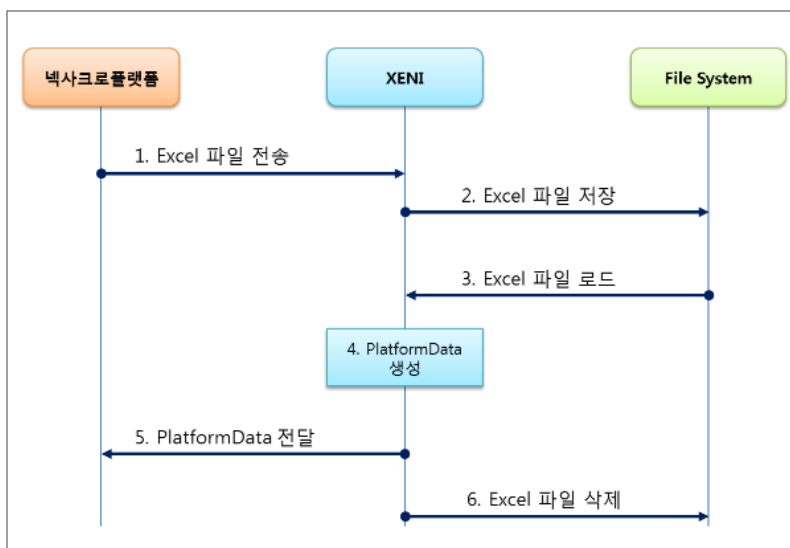 넥사크로플랫폼
XENI
File System
1. Excel 파일 전송
2. Excel 파일 저장
3. Excel 파일 로드
4. PlatformData
생성
5. PlatformData 전달
6. Excel 파일 삭제